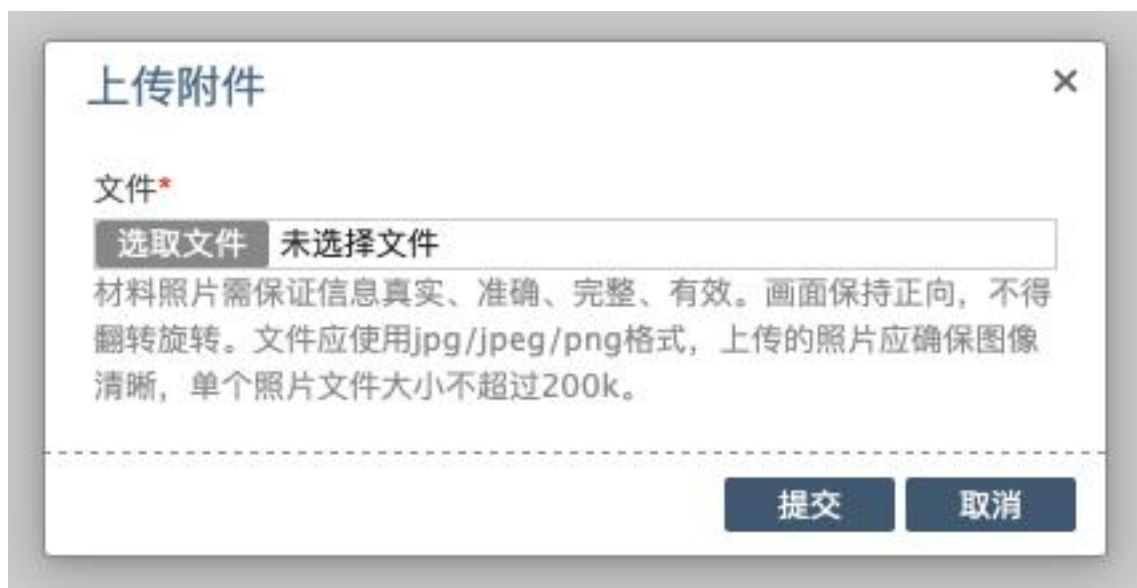 上传附件
×
文件*
选取文件 未选择文件
材料照片需保证信息真实、准确、完整、有效。画面保持正向，不得
翻转旋转。文件应使用jpg/jpeg/png格式，上传的照片应确保图像
清晰，单个照片文件大小不超过200k。
提交 取消